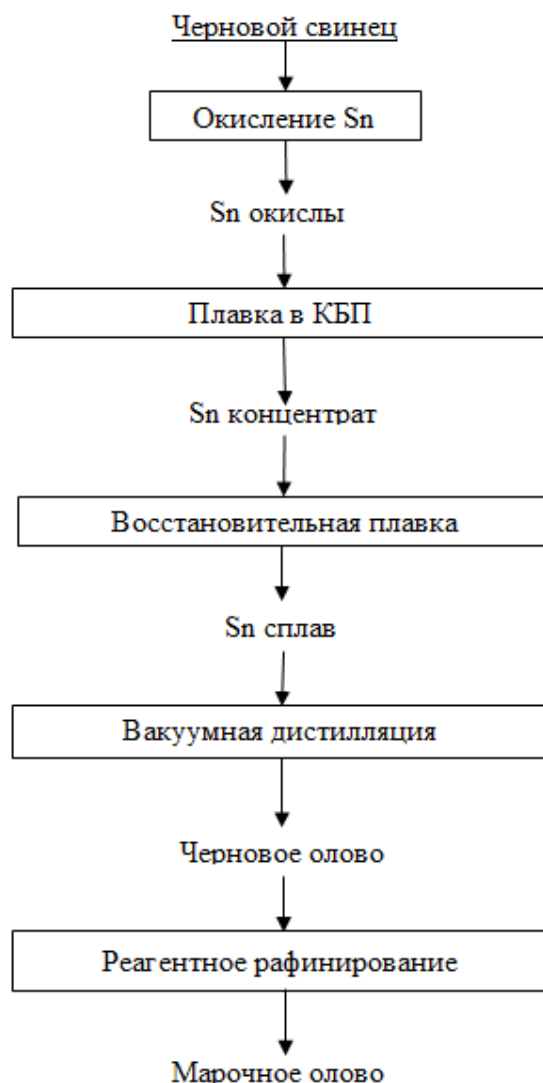 Черновой свинец
Окисление Sn
Sn окислы
Плавка в КБП
Sn концентрат
Восстановительная плавка
Sn сплав
Вакуумная дистилляция
Черновое олово
Реагентное рафинирование
Марочное олово